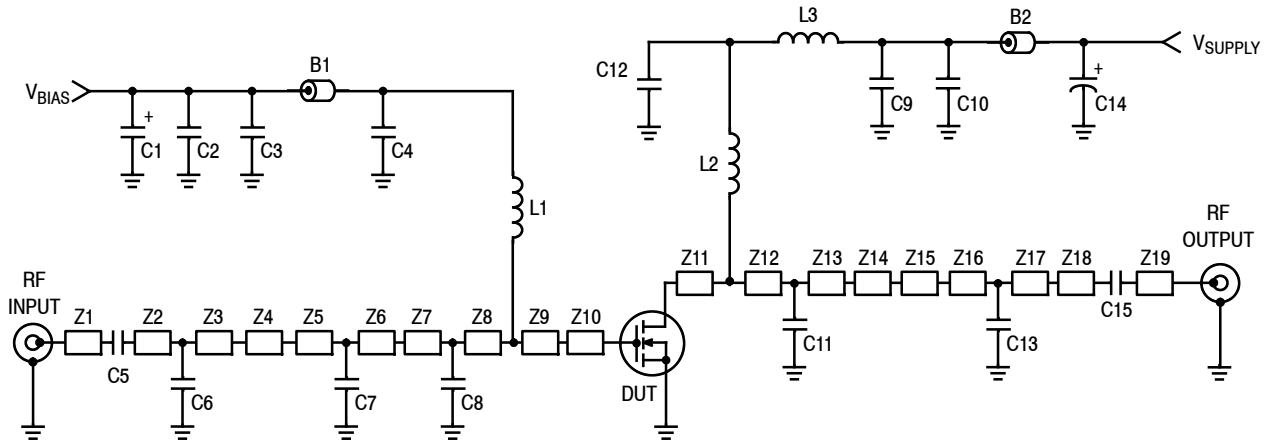 L3
B2
V_SUPPLY
C12
C9
C10
+
C14
B1
V_BIAS
+
C1
C2
C3
C4
L2
L1
RF
INPUT
Z1
C5
Z2
Z3
Z4
Z5
Z6
Z7
Z8
Z9
Z10
C6
C7
C8
DUT
Z11
Z12
Z13
Z14
Z15
Z16
Z17
Z18
Z19
C11
C13
C15
RF
OUTPUT